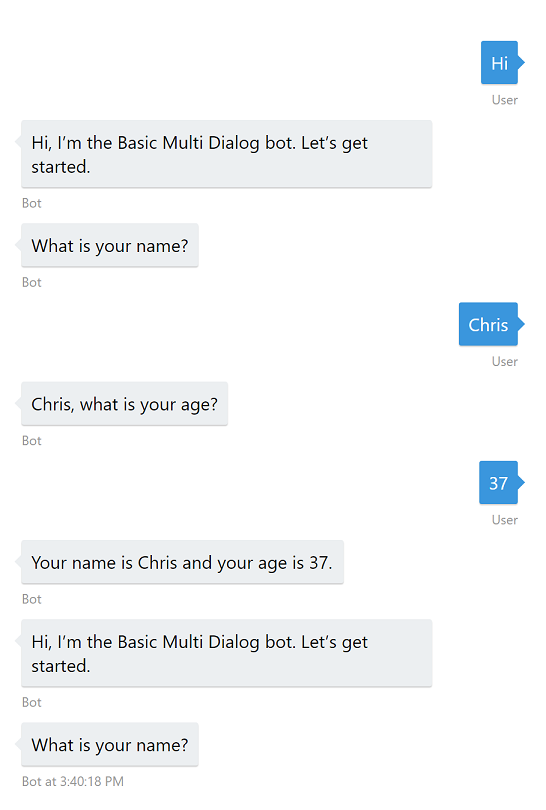 Hi
User
Hi, I’m the Basic Multi Dialog bot. Let’s get
started.
Bot
What is your name?
Bot
Chris
User
Chris, what is your age?
Bot
37
User
Your name is Chris and your age is 37.
Bot
Hi, I’m the Basic Multi Dialog bot. Let’s get
started.
Bot
What is your name?
Bot at 3:40:18 PM